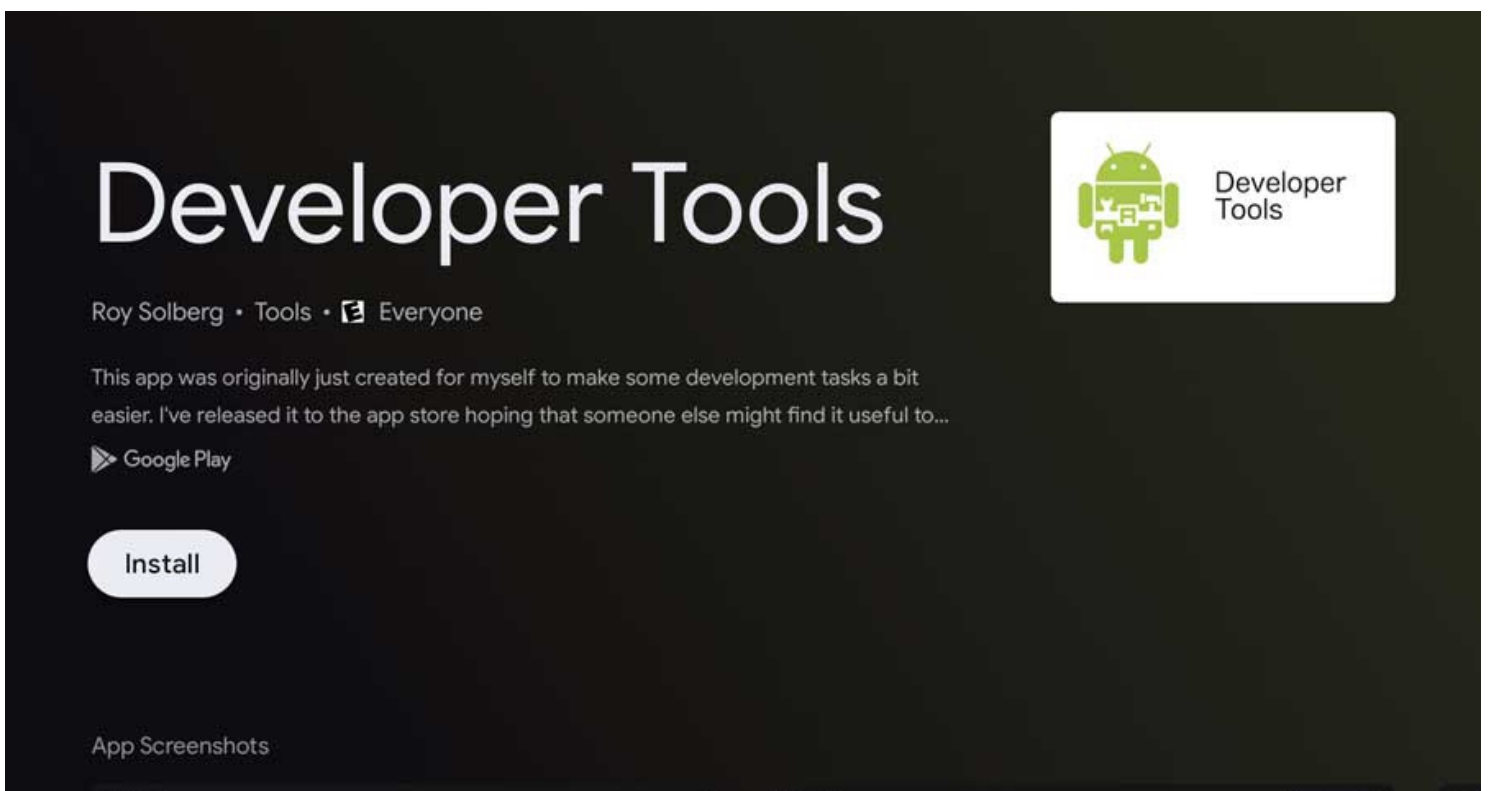 Developer Tools
Developer
Tools
Roy Solberg • Tools • E Everyone
This app was originally just created for myself to make some development tasks a bit
easier. I've released it to the app store hoping that someone else might find it useful to...
Google Play
Install
App Screenshots